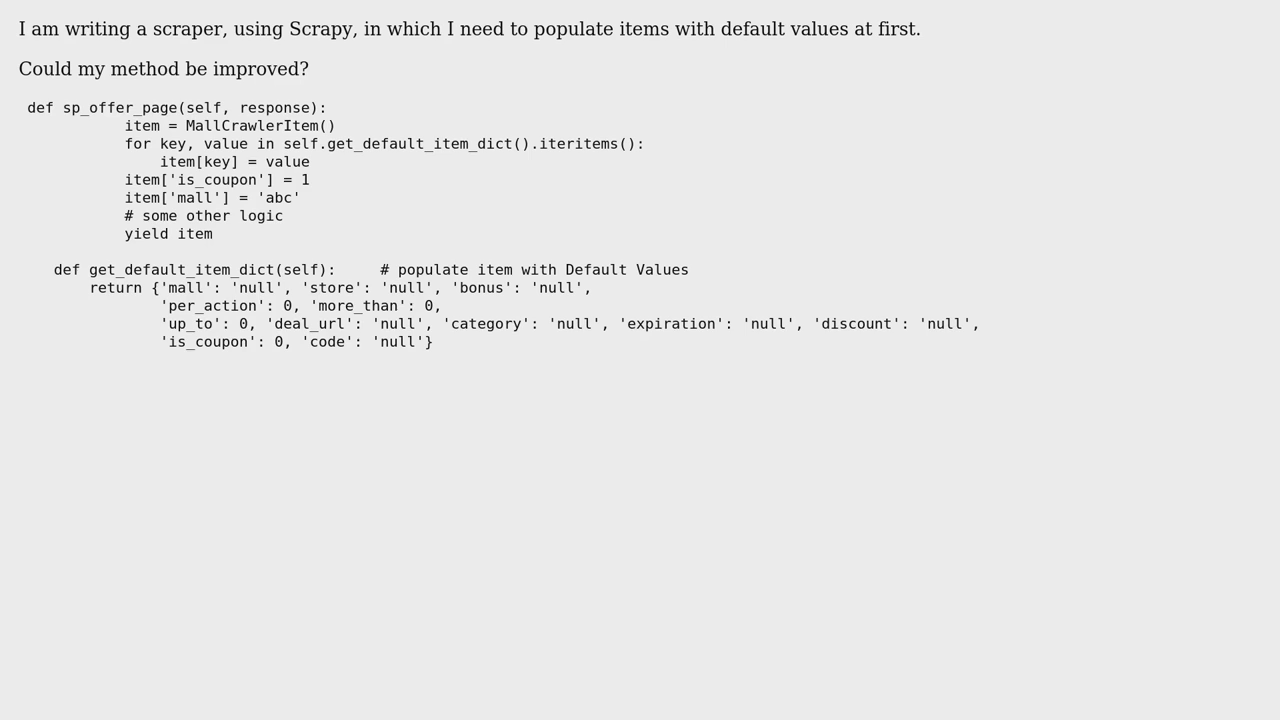 I am writing a scraper, using Scrapy, in which I need to populate items with default values at first.
Could my method be improved?
def sp_offer_page(self, response):
item = MallCrawlerItem()
for key, value in self.get_default_item_dict().iteritems():
item[key] = value
item['is_coupon'] = 1
item['mall'] = 'abc'
# some other logic
yield item
def get_default_item_dict(self):     # populate item with Default Values
return {'mall': 'null', 'store': 'null', 'bonus': 'null',
'per_action': 0, 'more_than': 0,
'up_to': 0, 'deal_url': 'null', 'category': 'null', 'expiration': 'null', 'discount': 'null',
'is_coupon': 0, 'code': 'null'}